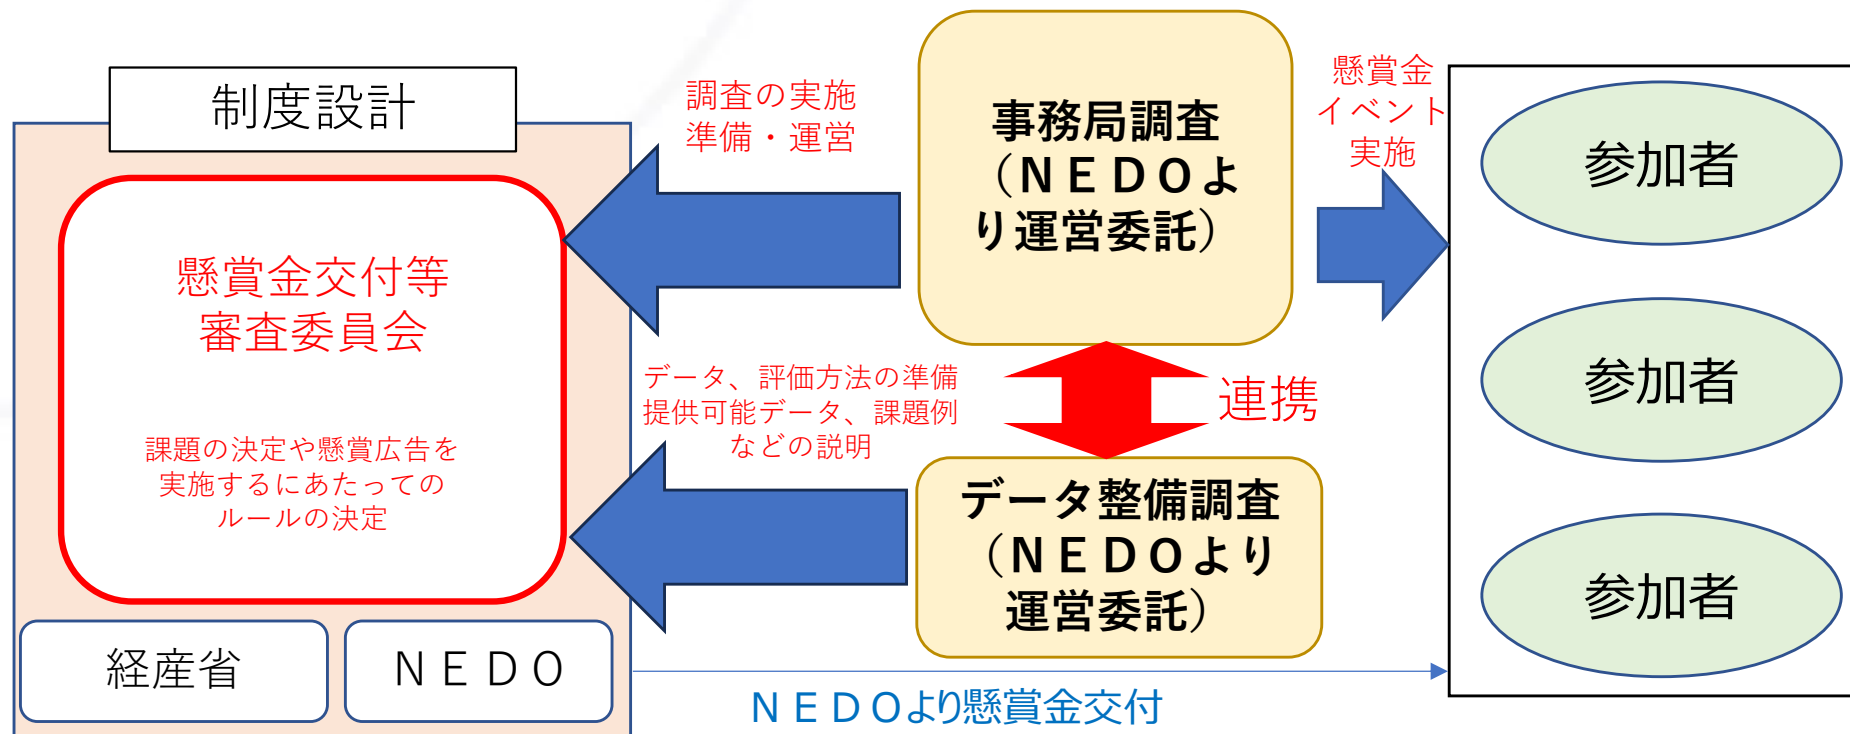 制度設計
懸賞金交付等
審査委員会
課題の決定や懸賞広告を
実施するにあたっての
ルールの決定
経産省
ＮＥＤＯ
調査の実施
準備・運営
データ、評価方法の準備
提供可能データ、課題例
などの説明
事務局調査
（ＮＥＤＯよ
り運営委託）
連携
データ整備調査
（ＮＥＤＯより
運営委託）
懸賞金
イベント
実施
参加者
参加者
参加者
ＮＥＤＯより懸賞金交付